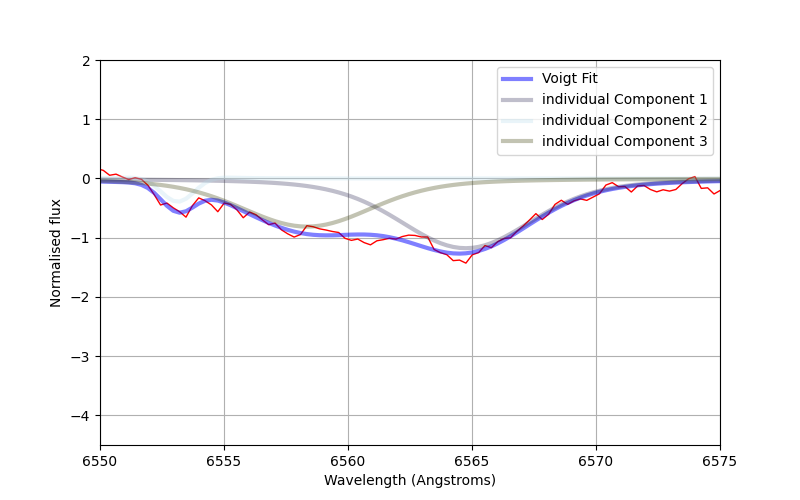 Voigt Fit
individual Component 1
individual Component 2
individual Component 3
2
1
0
−1
−2
−3
−4
Normalised flux
6550 6555 6560 6565 6570 6575
Wavelength (Angstroms)